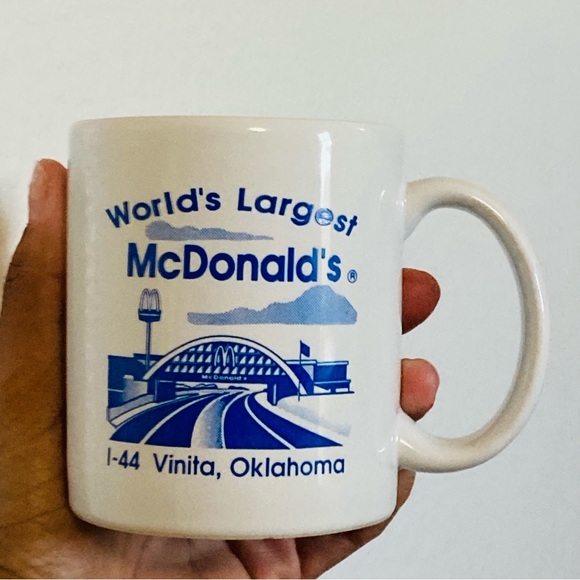 World's Largest
McDonald's ®
McDonald's
I-44 Vinita, Oklahoma